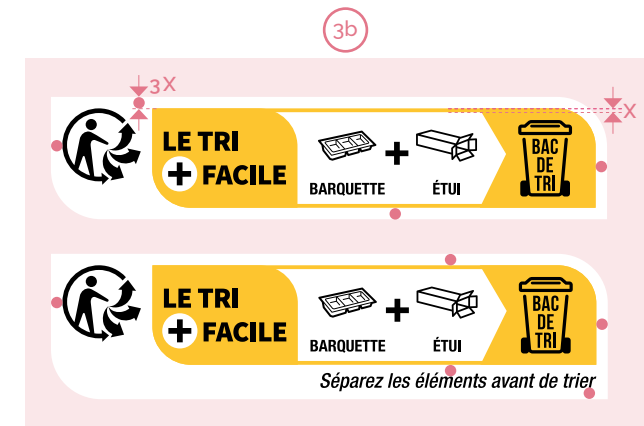 3b
3X
X
LE TRI
+ FACILE
BARQUETTE
+
ÉTUI
BAC
DE
TRI
LE TRI
+ FACILE
BARQUETTE
+
ÉTUI
BAC
DE
TRI
Séparez les éléments avant de trier